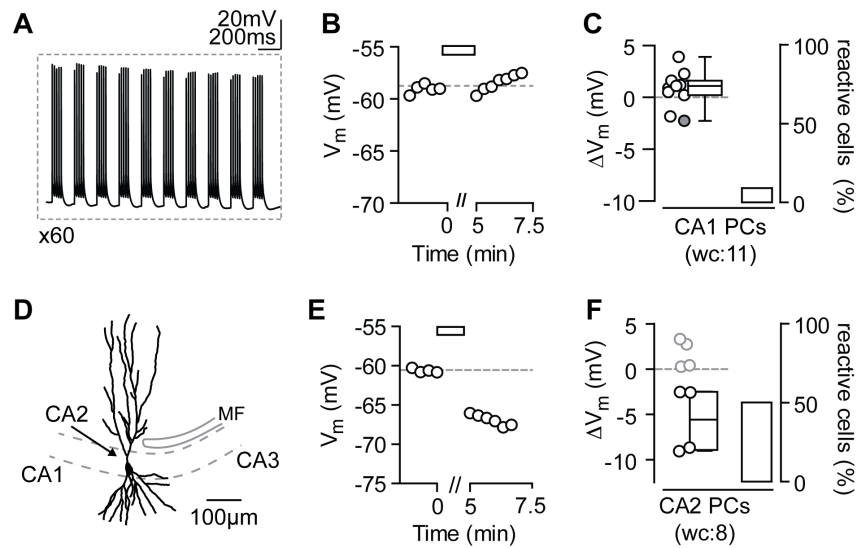 A
20mV
200ms
x60
B
Vm (mV)
-55
-60
-65
-70
0 // 5 7.5
Time (min)
C
ΔVm (mV)
5
0
-5
-10
100
50
0
reactive cells (%)
CA1 PCs
(wc:11)
D
CA2
MF
CA1
CA3
100μm
E
Vm (mV)
-55
-60
-65
-70
-75
0 // 5 7.5
Time (min)
F
ΔVm (mV)
5
0
-5
-10
100
50
0
reactive cells (%)
CA2 PCs
(wc:8)